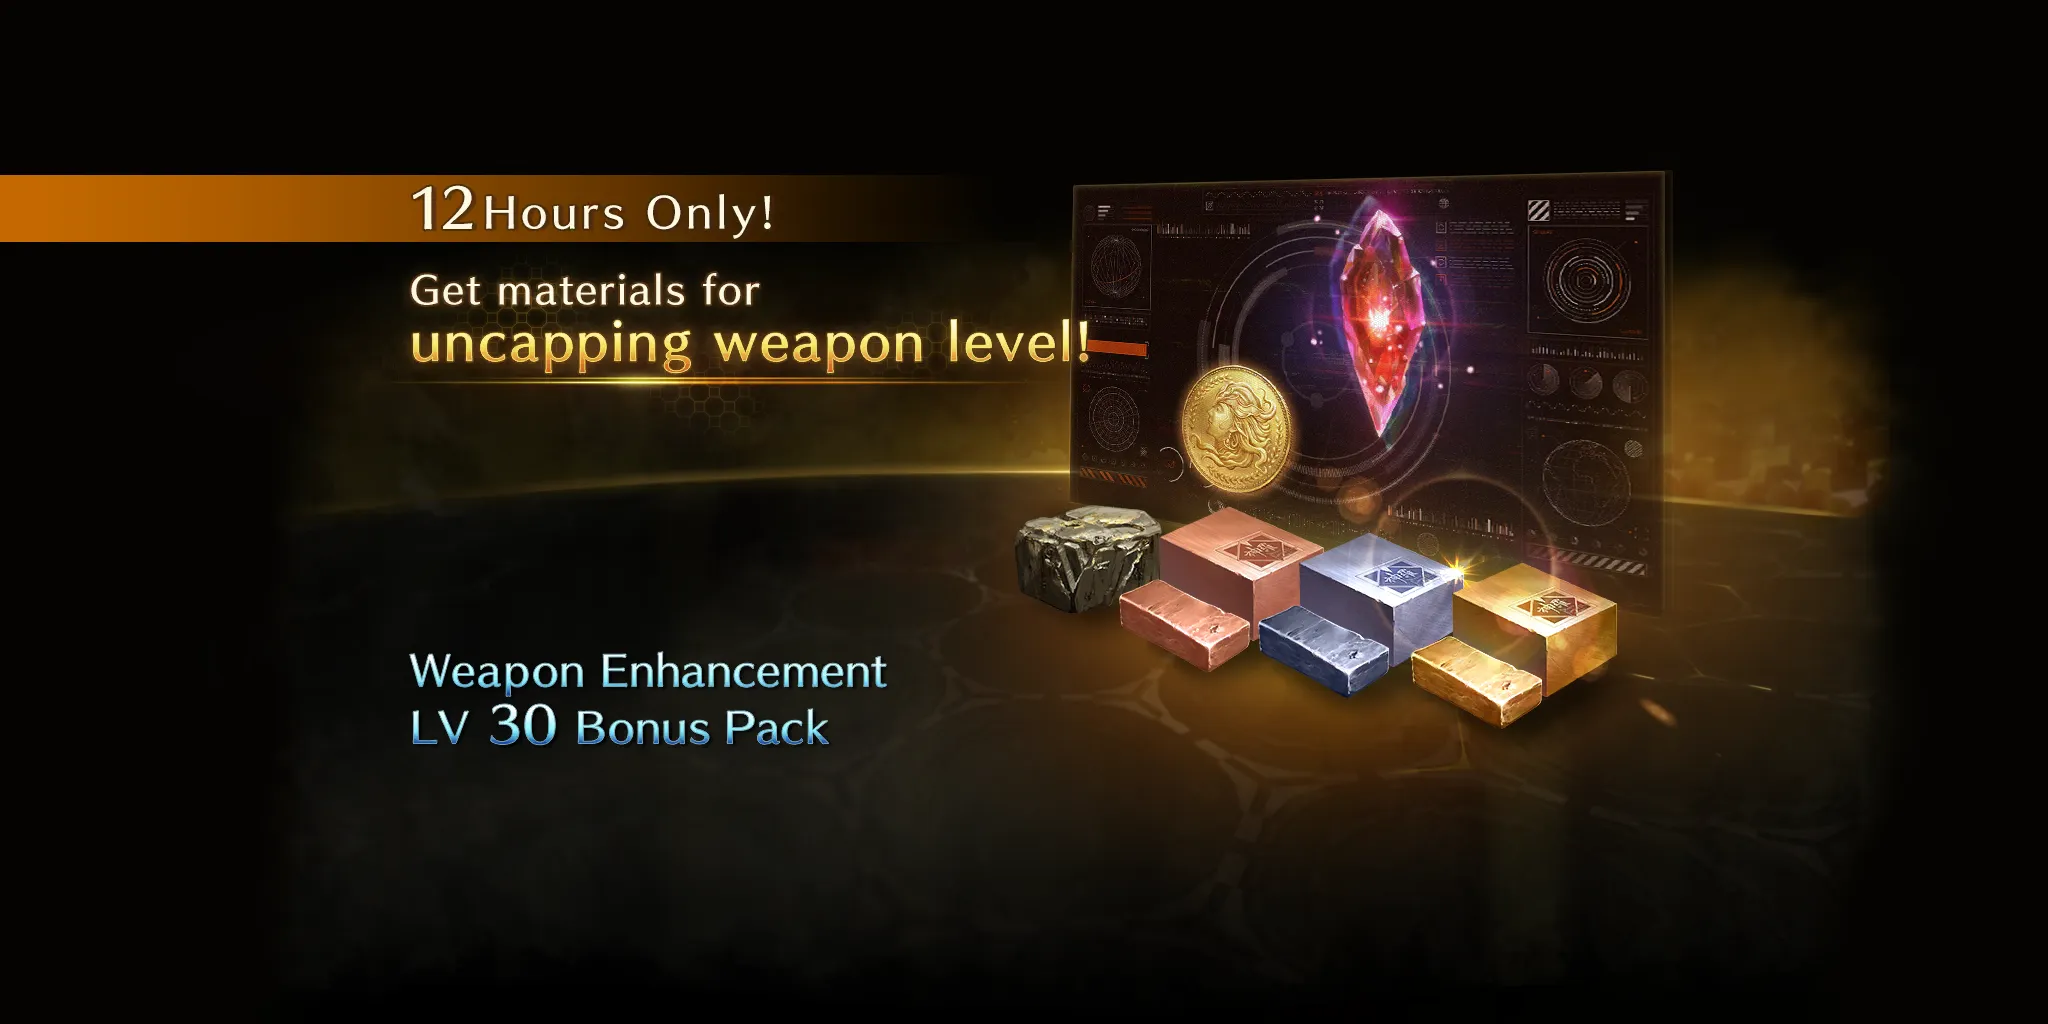 12 Hours Only!
Get materials for
uncapping weapon level!
Weapon Enhancement
LV 30 Bonus Pack